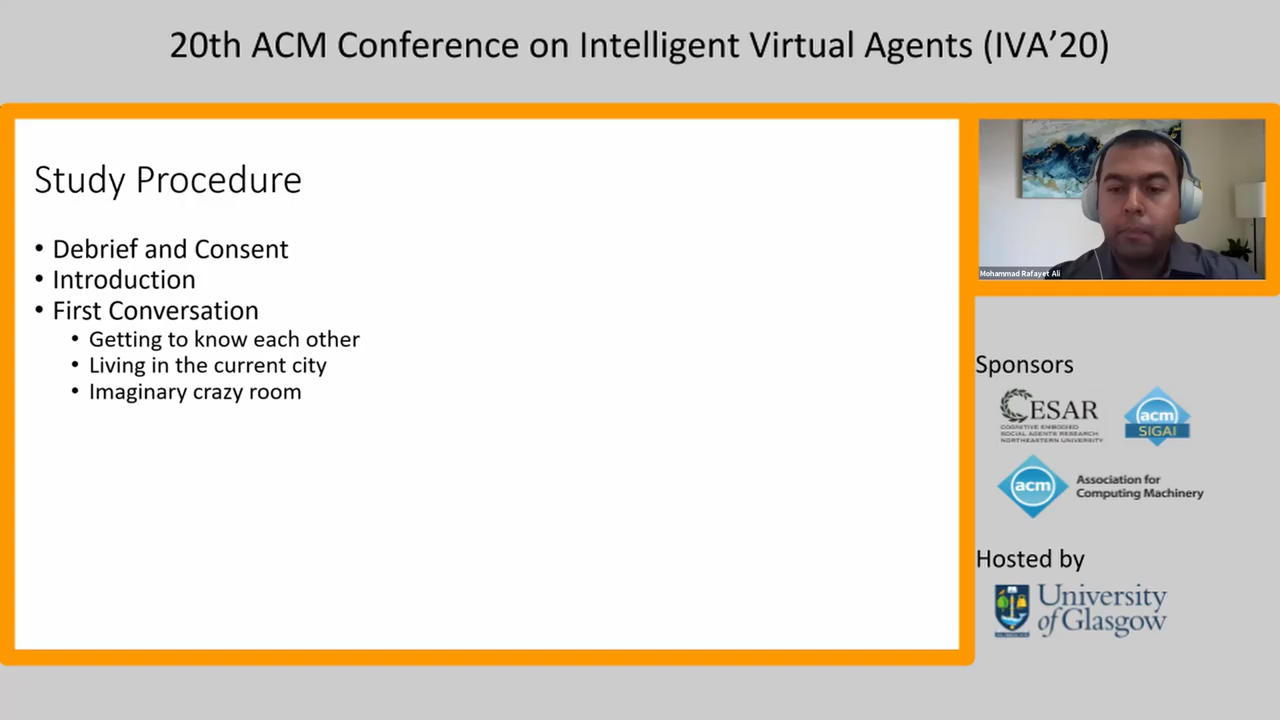 20th ACM Conference on Intelligent Virtual Agents (IVA'20)
Study Procedure
• Debrief and Consent
• Introduction
• First Conversation
• Getting to know each other
• Living in the current city
• Imaginary crazy room
Mohammad Rafayet Ali
Sponsors
CESAR
COGNITIVE EMBODIED
SOCIAL AGENTS RESEARCH
NORTHEASTERN UNIVERSITY
acm
SIGAI
acm
Association for
Computing Machinery
Hosted by
University
of Glasgow